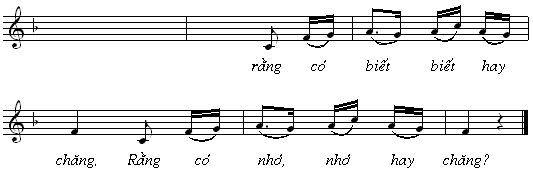 rằng có biết biết hay
chăng. Rằng có nhớ, nhớ hay chăng?